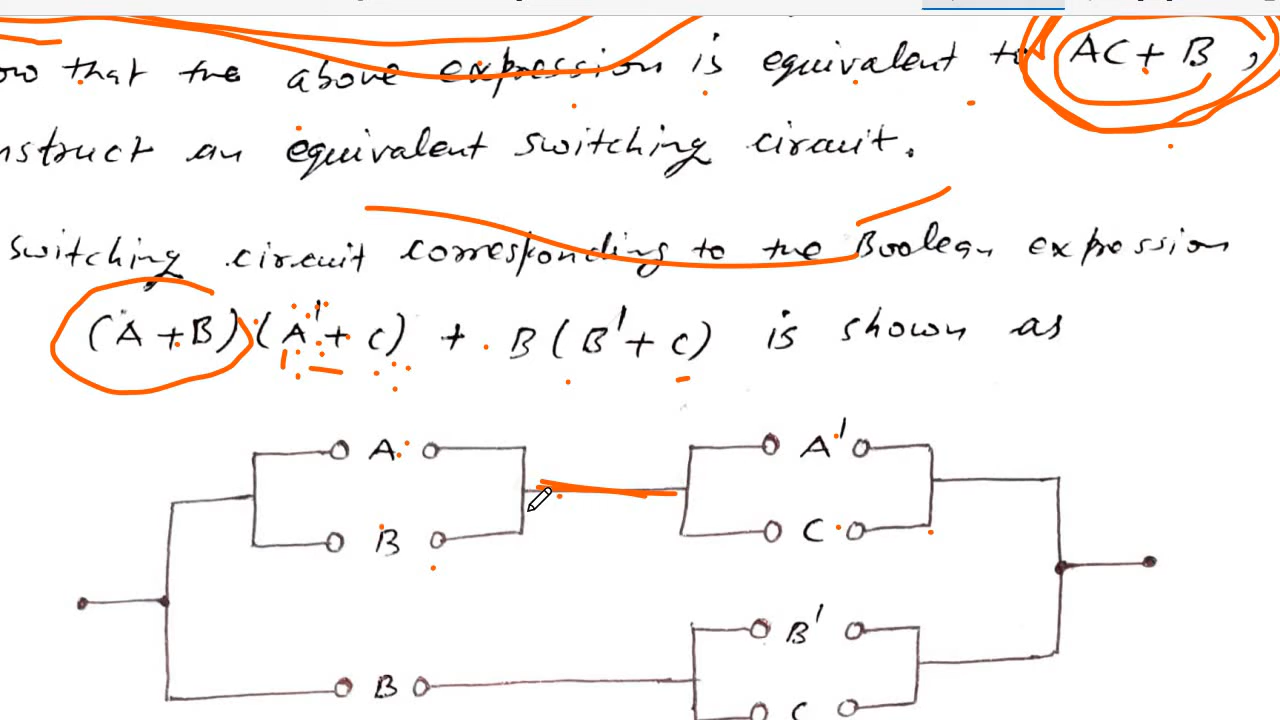 ow that the above expression is equivalent to AC + B ,
nstruct an equivalent switching circuit.
switching circuit corresponding to the Boolean expression
(A + B) (A' + C) + B ( B' + C ) is shown as
A A'
B C
B'
B
C